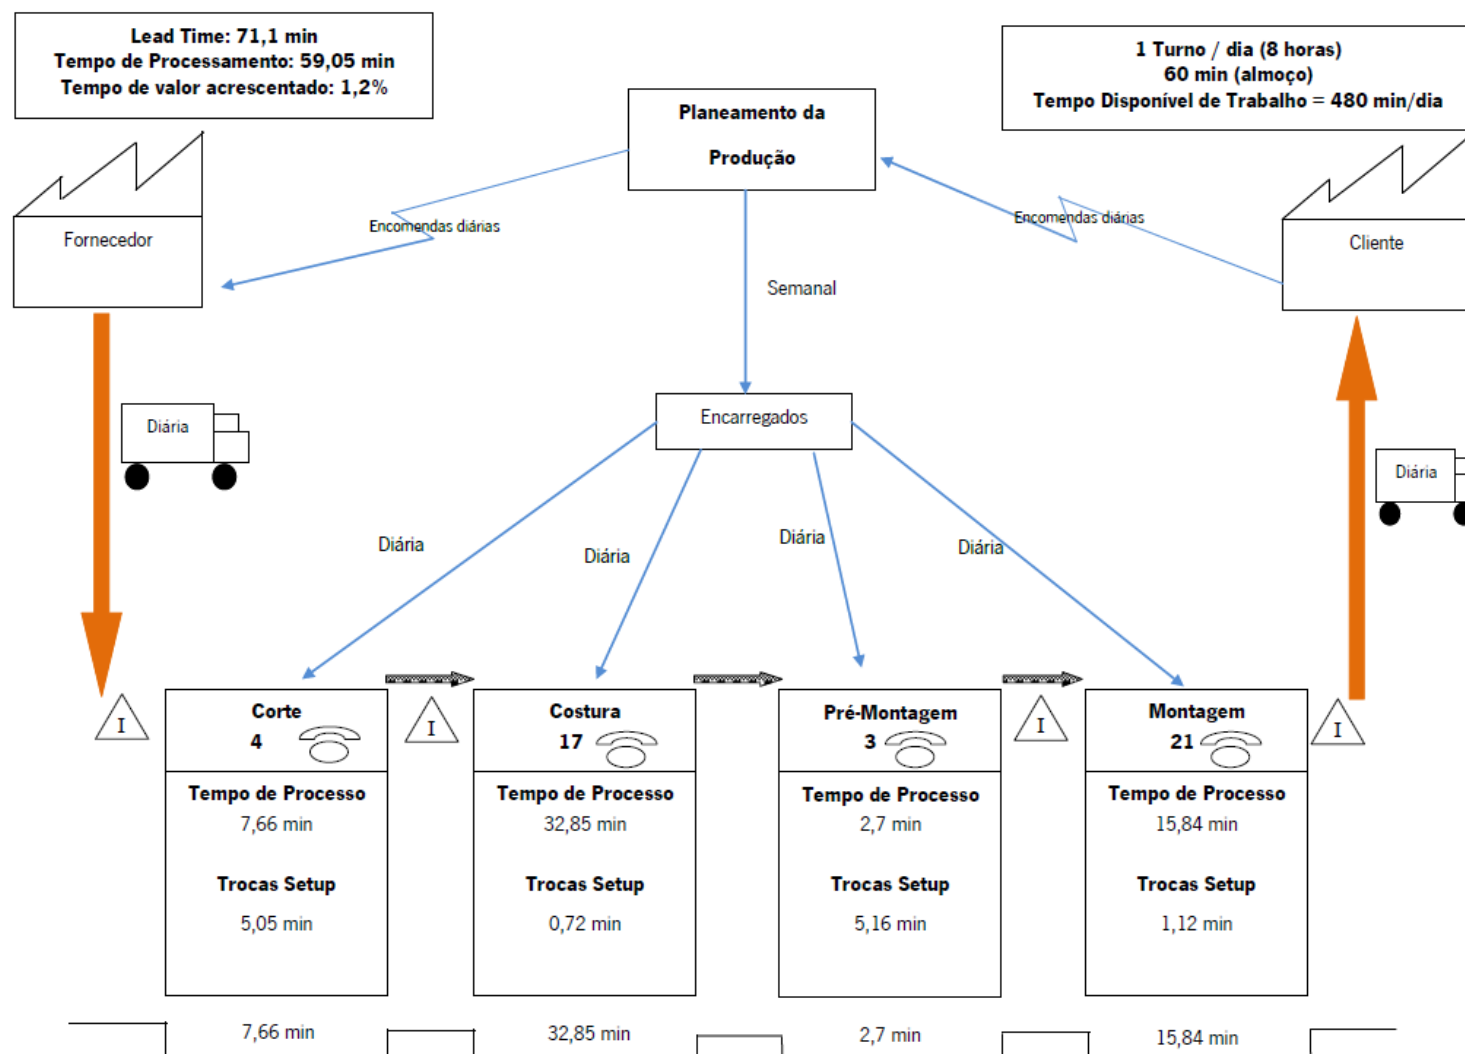 Lead Time: 71,1 min
Tempo de Processamento: 59,05 min
Tempo de valor acrescentado: 1,2%
1 Turno / dia (8 horas)
60 min (almoço)
Tempo Disponível de Trabalho = 480 min/dia
Planeamento da
Produção
Encomendas diárias
Encomendas diárias
Fornecedor
Cliente
Semanal
Diária
Encarregados
Diária
Diária
Diária
Diária
Diária
I
Corte
4
I
Costura
17
Pré-Montagem
3
I
Montagem
21
I
Tempo de Processo
7,66 min
Trocas Setup
5,05 min
Tempo de Processo
32,85 min
Trocas Setup
0,72 min
Tempo de Processo
2,7 min
Trocas Setup
5,16 min
Tempo de Processo
15,84 min
Trocas Setup
1,12 min
7,66 min
32,85 min
2,7 min
15,84 min